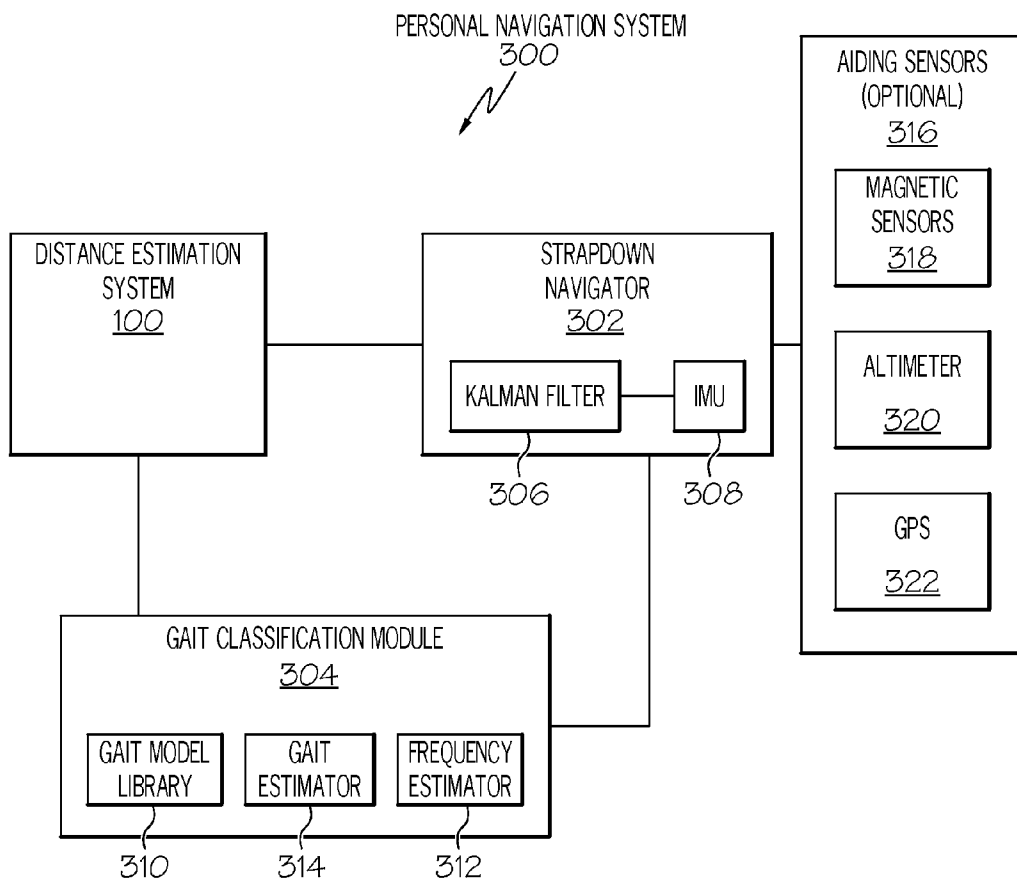 PERSONAL NAVIGATION SYSTEM
300
AIDING SENSORS
(OPTIONAL)
316
MAGNETIC
SENSORS
318
ALTIMETER
320
GPS
322
DISTANCE ESTIMATION
SYSTEM
100
STRAPDOWN
NAVIGATOR
302
KALMAN FILTER
IMU
306
308
GAIT CLASSIFICATION MODULE
304
GAIT MODEL
LIBRARY
GAIT
ESTIMATOR
FREQUENCY
ESTIMATOR
310
314
312